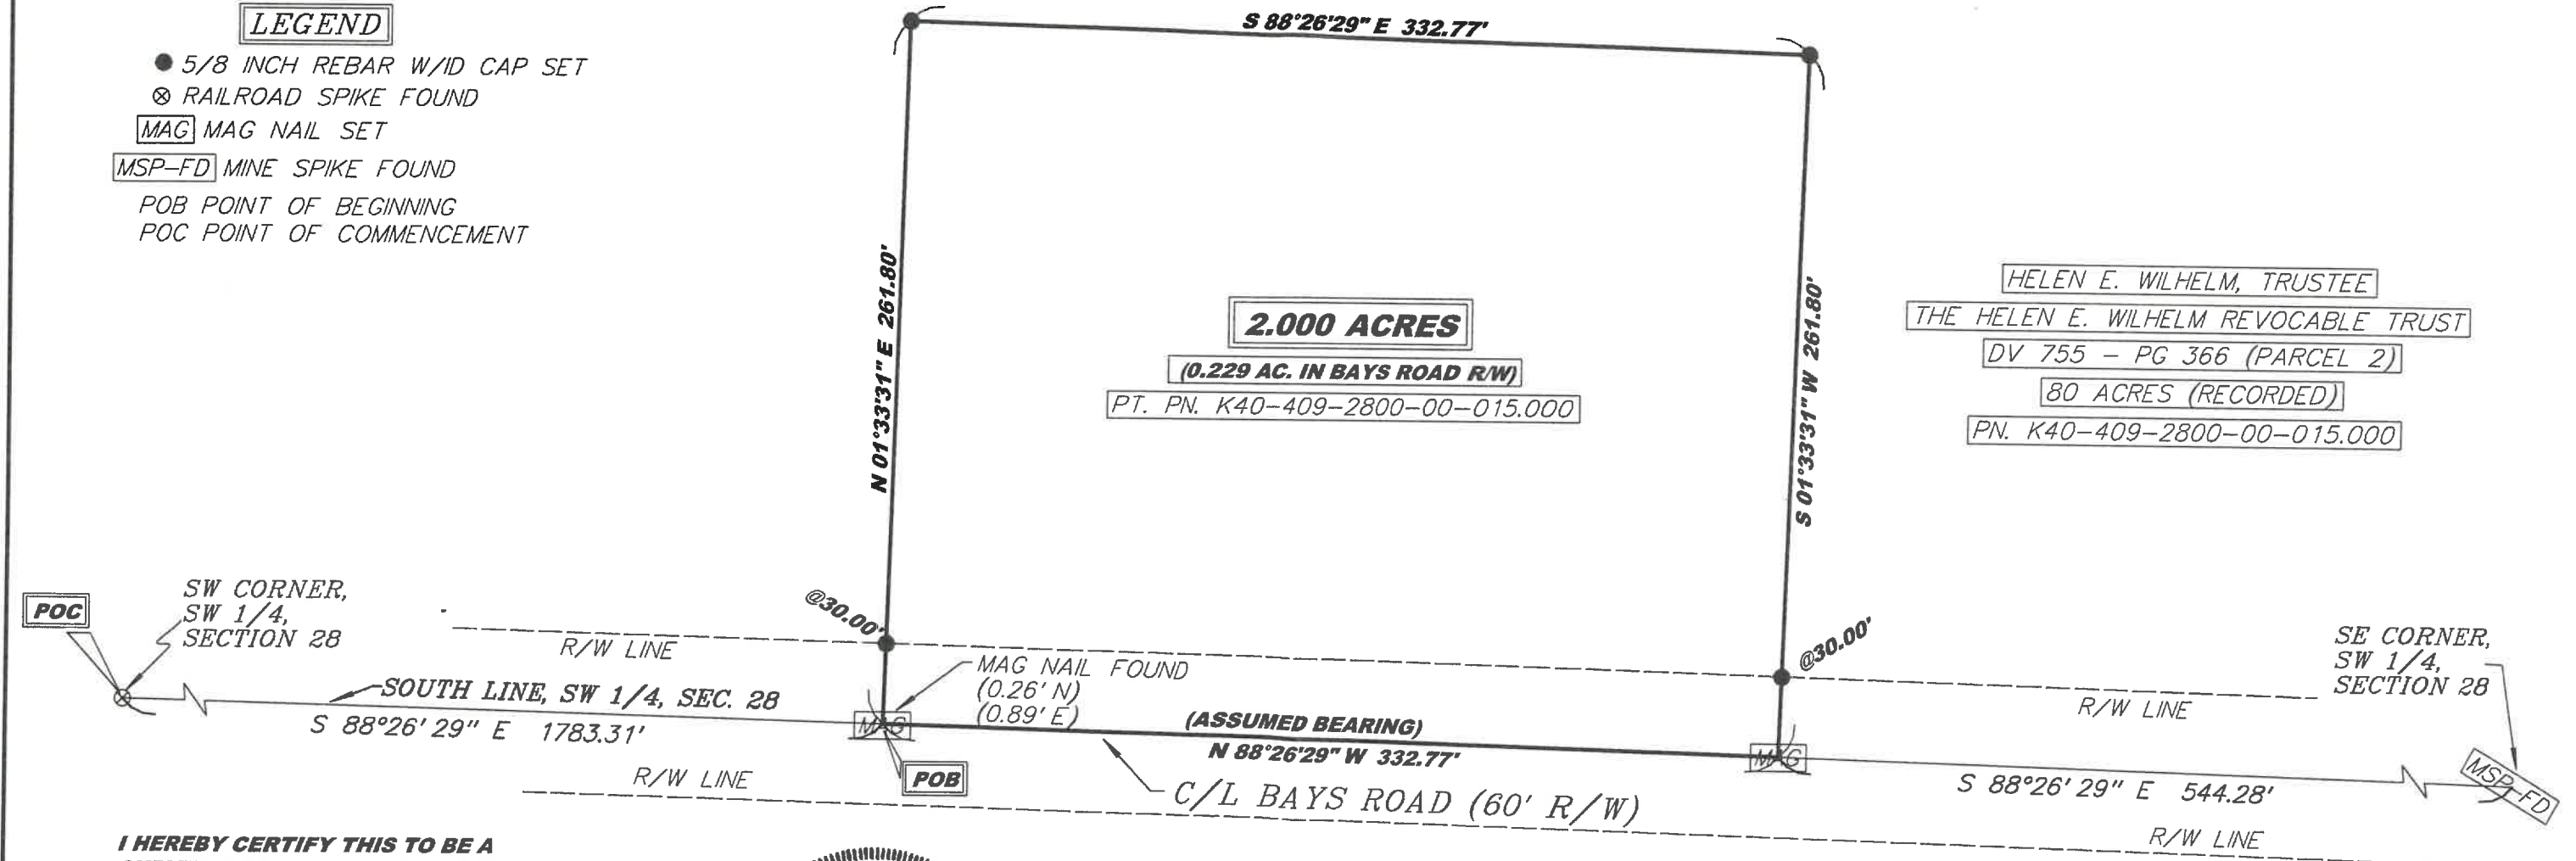 LEGEND
5/8 INCH REBAR W/ID CAP SET
RAILROAD SPIKE FOUND
MAG MAG NAIL SET
MSP-FD MINE SPIKE FOUND
POB POINT OF BEGINNING
POC POINT OF COMMENCEMENT
S 88°26'29" E 332.77'
N 01°33'31" E 261.80'
S 01°33'31" W 261.80'
2.000 ACRES
(0.229 AC. IN BAYS ROAD R/W)
PT. PN. K40-409-2800-00-015.000
HELEN E. WILHELM, TRUSTEE
THE HELEN E. WILHELM REVOCABLE TRUST
DV 755 - PG 366 (PARCEL 2)
80 ACRES (RECORDED)
PN. K40-409-2800-00-015.000
POC
SW CORNER,
SW 1/4,
SECTION 28
@30.00'
R/W LINE
MAG NAIL FOUND
(0.26' N)
(0.89' E)
@30.00'
SE CORNER,
SW 1/4,
SECTION 28
R/W LINE
SOUTH LINE, SW 1/4, SEC. 28
S 88°26'29" E 1783.31'
MAG
(ASSUMED BEARING)
N 88°26'29" W 332.77'
MAG
S 88°26'29" E 544.28'
MSP-FD
R/W LINE
POB
C/L BAYS ROAD (60' R/W)
R/W LINE
I HEREBY CERTIFY THIS TO BE A